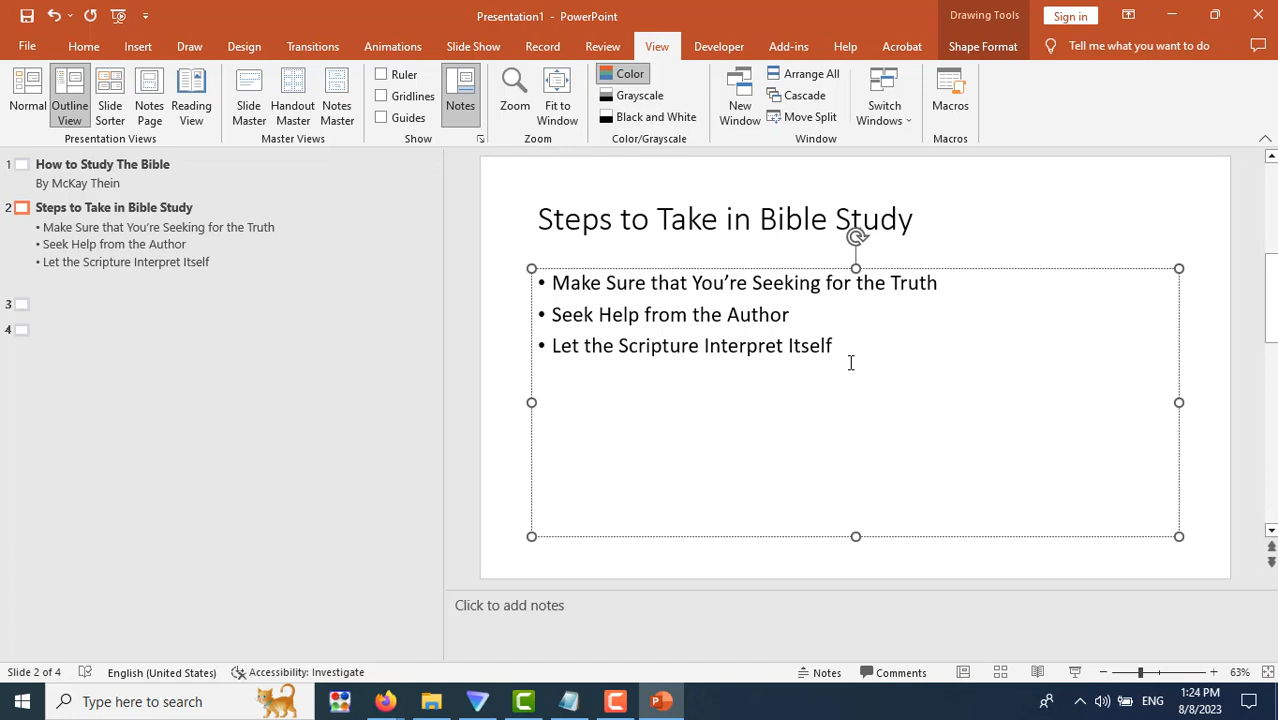 Presentation1 - PowerPoint
Drawing Tools
Sign in
File Home Insert Draw Design Transitions Animations Slide Show Record Review View Developer Add-ins Help Acrobat Shape Format Tell me what you want to do
Normal
Outline View
Slide Sorter
Notes Page
Reading View
Presentation Views
Slide Master
Handout Master
Notes Master
Master Views
Ruler
Gridlines
Guides
Show
Notes
Zoom
Fit to Window
Zoom
Color
Grayscale
Black and White
Color/Grayscale
New Window
Arrange All
Cascade
Move Split
Switch Windows
Window
Macros
Macros
1 How to Study The Bible
By McKay Thein
2 Steps to Take in Bible Study
• Make Sure that You’re Seeking for the Truth
• Seek Help from the Author
• Let the Scripture Interpret Itself
3
4
Steps to Take in Bible Study
• Make Sure that You’re Seeking for the Truth
• Seek Help from the Author
• Let the Scripture Interpret Itself
Click to add notes
Slide 2 of 4 English (United States) Accessibility: Investigate Notes Comments 63%
Type here to search
ENG
1:24 PM
8/8/2023